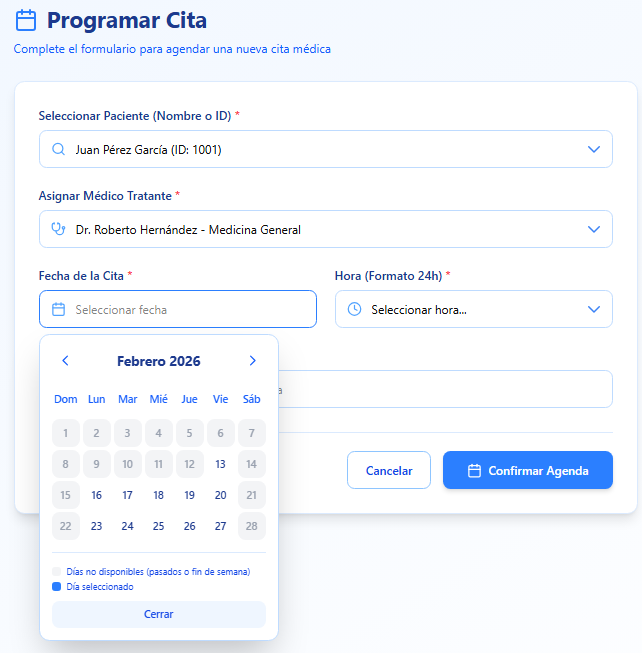 Programar Cita
Complete el formulario para agendar una nueva cita médica
Seleccionar Paciente (Nombre o ID) *
Juan Pérez García (ID: 1001)
Asignar Médico Tratante *
Dr. Roberto Hernández - Medicina General
Fecha de la Cita * Hora (Formato 24h) *
Seleccionar fecha Seleccionar hora...
Febrero 2026
Dom Lun Mar Mié Jue Vie Sáb
1 2 3 4 5 6 7
8 9 10 11 12 13 14
15 16 17 18 19 20 21
22 23 24 25 26 27 28
Días no disponibles (pasados o fin de semana)
Día seleccionado
Cerrar
Cancelar Confirmar Agenda